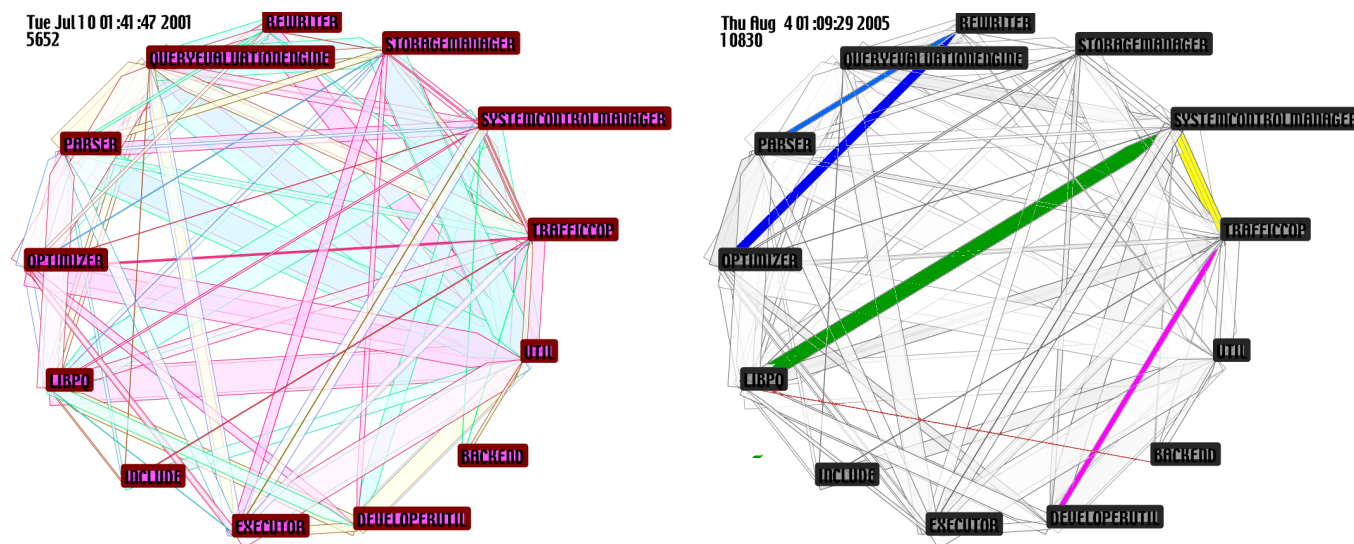 Tue Jul 10 01:41:47 2001
5652
REWRITER
STORAGEMANAGER
QUERYEVALUATIONENGINE
SYSTEMCONTROLMANAGER
PARSER
TRAFFICCOP
OPTIMIZER
UTIL
LIBPQ
BACKEND
INCLUDE
DEVELOPERUTIL
EXECUTOR
Thu Aug 4 01:09:29 2005
10830
REWRITER
STORAGEMANAGER
QUERYEVALUATIONENGINE
SYSTEMCONTROLMANAGER
PARSER
TRAFFICCOP
OPTIMIZER
UTIL
LIBPQ
BACKEND
INCLUDE
DEVELOPERUTIL
EXECUTOR